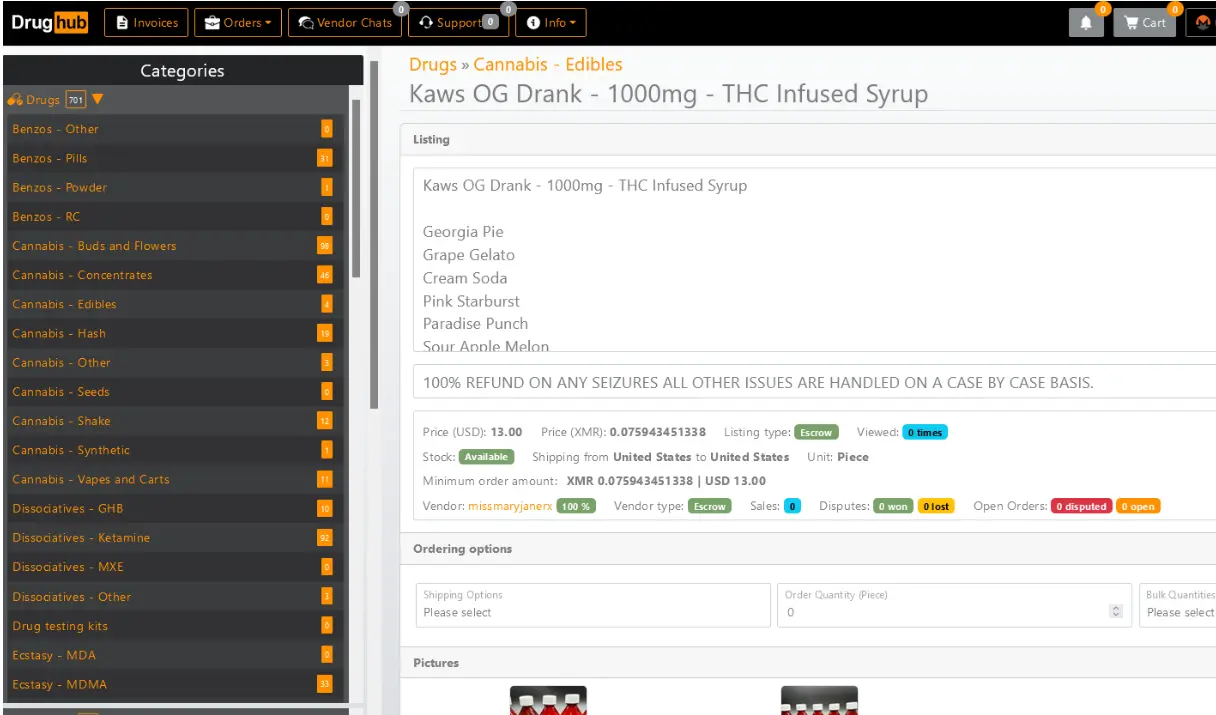 Drug hub Invoices Orders Vendor Chats 0 Support 0 0 Info 0 Cart 0
Categories
Drugs 701
Benzos - Other 0
Benzos - Pills 31
Benzos - Powder 1
Benzos - RC 0
Cannabis - Buds and Flowers 98
Cannabis - Concentrates 46
Cannabis - Edibles 4
Cannabis - Hash 19
Cannabis - Other 3
Cannabis - Seeds 0
Cannabis - Shake 12
Cannabis - Synthetic 1
Cannabis - Vapes and Carts 11
Dissociatives - GHB 10
Dissociatives - Ketamine 92
Dissociatives - MXE 0
Dissociatives - Other 3
Drug testing kits 0
Ecstasy - MDA 0
Ecstasy - MDMA 33
Drugs » Cannabis - Edibles
Kaws OG Drank - 1000mg - THC Infused Syrup
Listing
Kaws OG Drank - 1000mg - THC Infused Syrup
Georgia Pie
Grape Gelato
Cream Soda
Pink Starburst
Paradise Punch
Sour Apple Melon
100% REFUND ON ANY SEIZURES ALL OTHER ISSUES ARE HANDLED ON A CASE BY CASE BASIS.
Price (USD): 13.00 Price (XMR): 0.075943451338 Listing type: Escrow Viewed: 0 times
Stock: Available Shipping from United States to United States Unit: Piece
Minimum order amount: XMR 0.075943451338 | USD 13.00
Vendor: missmaryjanerx 100 % Vendor type: Escrow Sales: 0 Disputes: 0 won 0 lost Open Orders: 0 disputed 0 open
Ordering options
Shipping Options
Please select
Order Quantity (Piece)
0
Bulk Quantities
Please select
Pictures